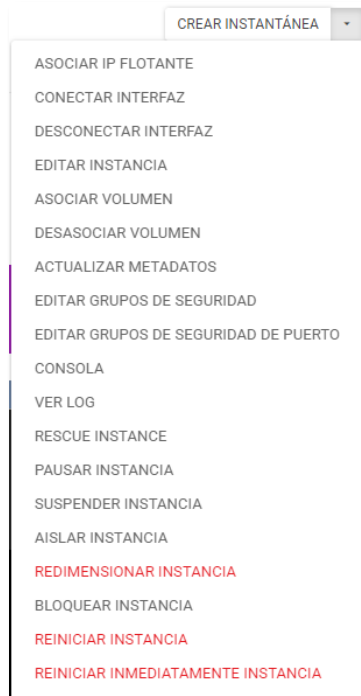 CREAR INSTANTÁNEA
ASOCIAR IP FLOTANTE
CONECTAR INTERFAZ
DESCONECTAR INTERFAZ
EDITAR INSTANCIA
ASOCIAR VOLUMEN
DESASOCIAR VOLUMEN
ACTUALIZAR METADATOS
EDITAR GRUPOS DE SEGURIDAD
EDITAR GRUPOS DE SEGURIDAD DE PUERTO
CONSOLA
VER LOG
RESCUE INSTANCE
PAUSAR INSTANCIA
SUSPENDER INSTANCIA
AISLAR INSTANCIA
REDIMENSIONAR INSTANCIA
BLOQUEAR INSTANCIA
REINICIAR INSTANCIA
REINICIAR INMEDIATAMENTE INSTANCIA